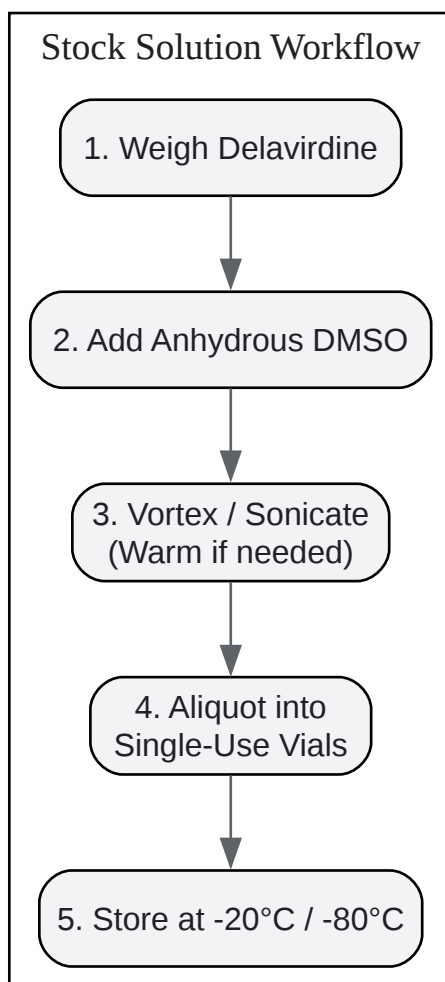 Stock Solution Workflow
1. Weigh Delavirdine
2. Add Anhydrous DMSO
3. Vortex / Sonicate
(Warm if needed)
4. Aliquot into
Single-Use Vials
5. Store at -20°C / -80°C